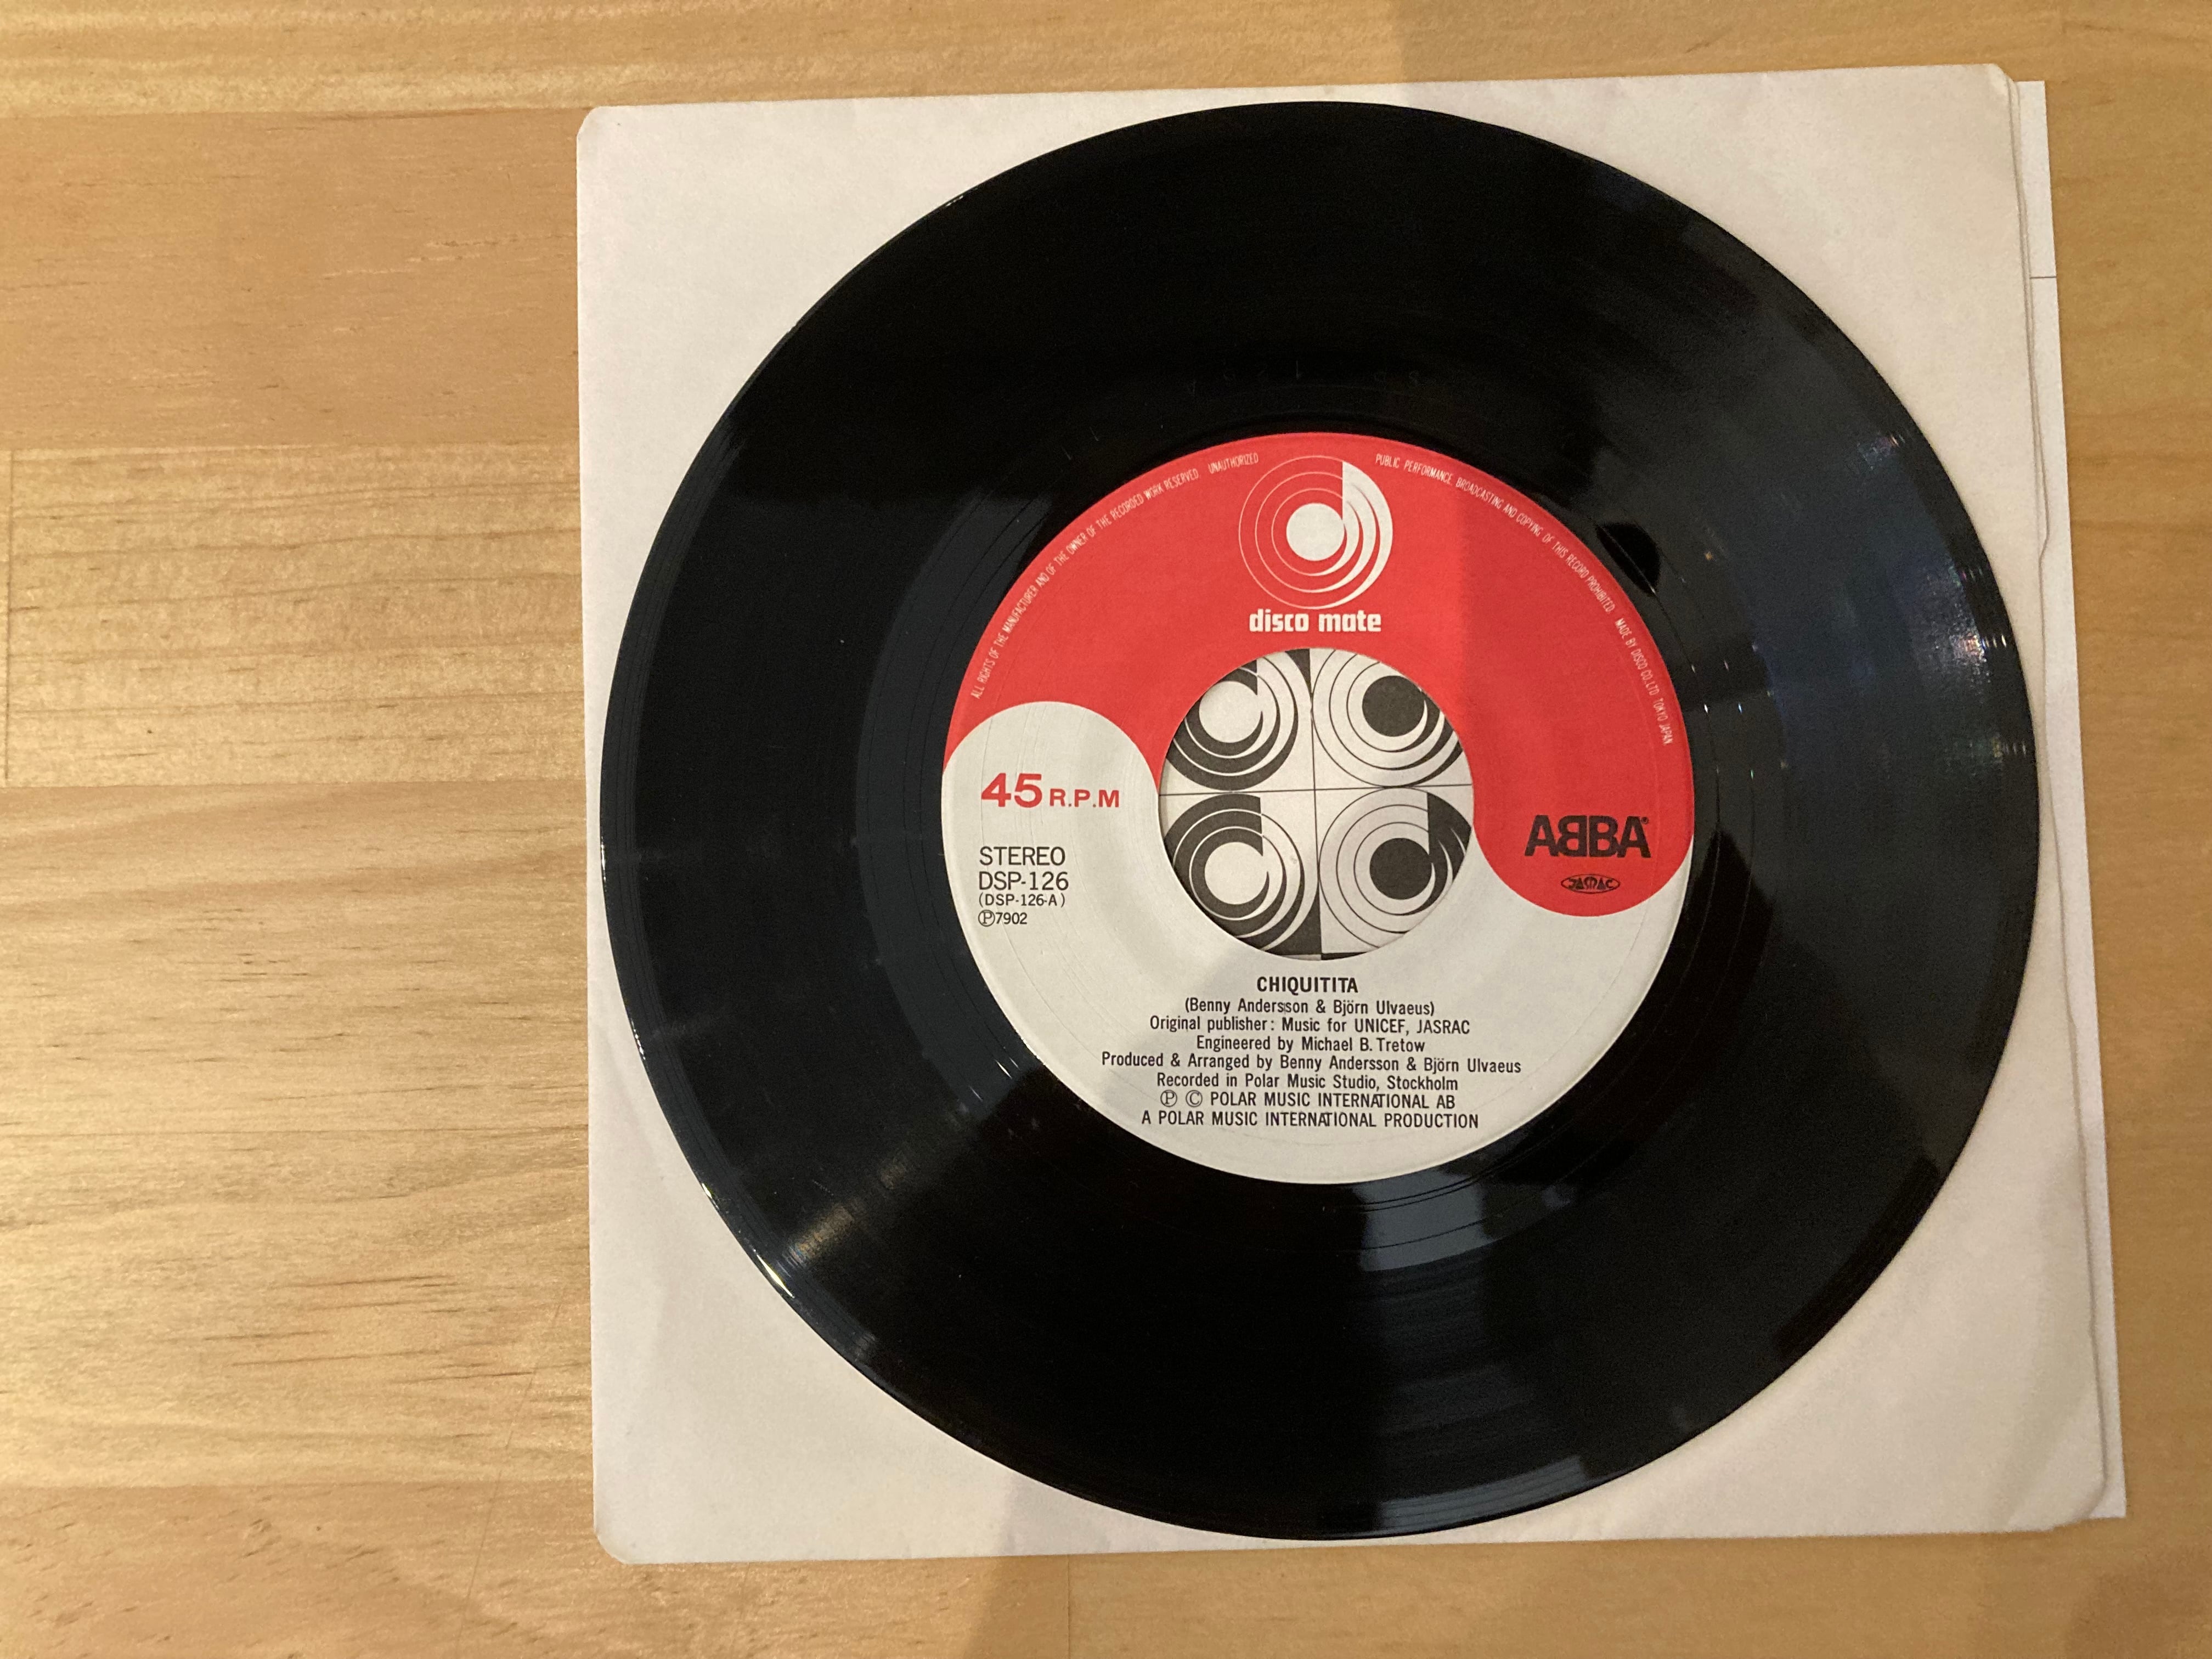 ALL RIGHTS OF THE MANUFACTURER AND OF THE OWNER OF THE RECORDED WORK RESERVED. UNAUTHORIZED PUBLIC PERFORMANCE BROADCASTING AND COPYING OF THIS RECORD PROHIBITED. MADE BY DISCO CO., LTD. TOKYO JAPAN
disco mate
45 R.P.M
STEREO
DSP-126
(DSP-126-A)
Ⓟ7902
ABBA®
JASRAC
CHIQUITITA
(Benny Andersson & Björn Ulvaeus)
Original publisher: Music for UNICEF, JASRAC
Engineered by Michael B. Tretow
Produced & Arranged by Benny Andersson & Björn Ulvaeus
Recorded in Polar Music Studio, Stockholm
Ⓟ © POLAR MUSIC INTERNATIONAL AB
A POLAR MUSIC INTERNATIONAL PRODUCTION